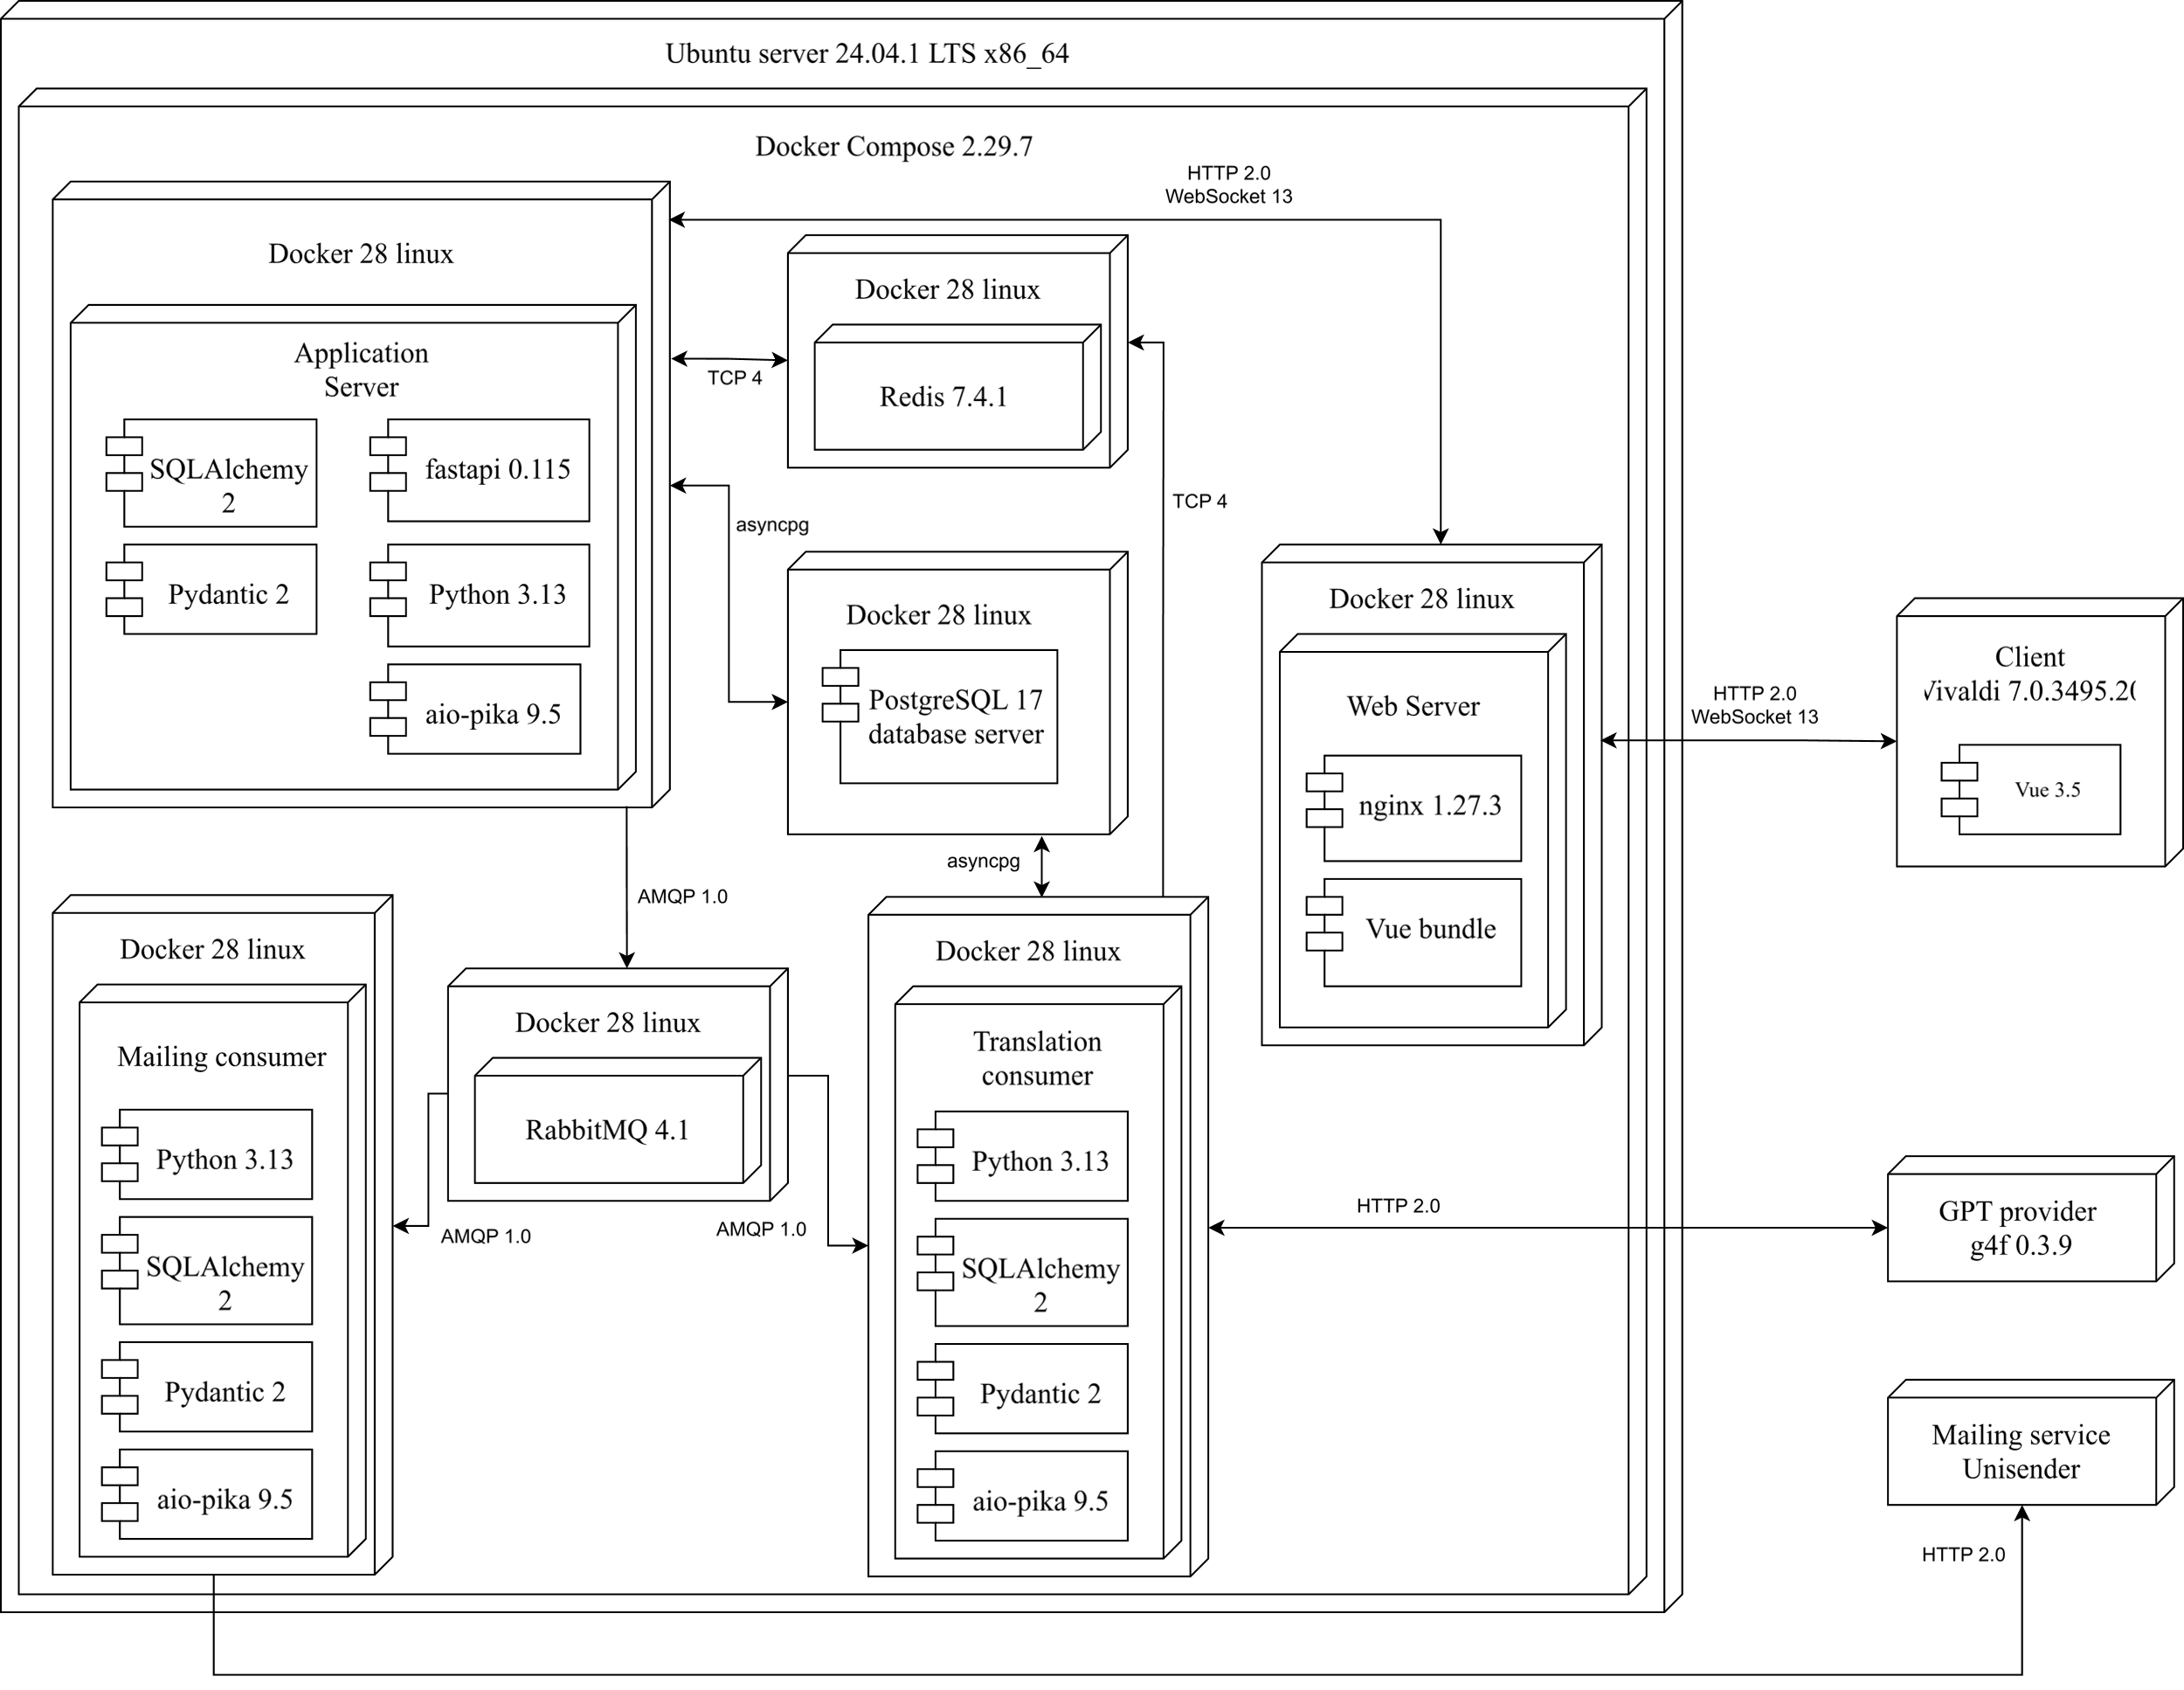 Ubuntu server 24.04.1 LTS x86_64
Docker Compose 2.29.7
HTTP 2.0
WebSocket 13
Docker 28 linux
Application
Server
SQLAlchemy
2
fastapi 0.115
Pydantic 2
Python 3.13
aio-pika 9.5
TCP 4
Docker 28 linux
Redis 7.4.1
asyncpg
TCP 4
Docker 28 linux
PostgreSQL 17
database server
asyncpg
Docker 28 linux
Web Server
nginx 1.27.3
Vue bundle
HTTP 2.0
WebSocket 13
Client
Vivaldi 7.0.3495.20
Vue 3.5
AMQP 1.0
Docker 28 linux
Mailing consumer
Python 3.13
SQLAlchemy
2
Pydantic 2
aio-pika 9.5
Docker 28 linux
RabbitMQ 4.1
AMQP 1.0
AMQP 1.0
Docker 28 linux
Translation
consumer
Python 3.13
SQLAlchemy
2
Pydantic 2
aio-pika 9.5
HTTP 2.0
GPT provider
g4f 0.3.9
Mailing service
Unisender
HTTP 2.0